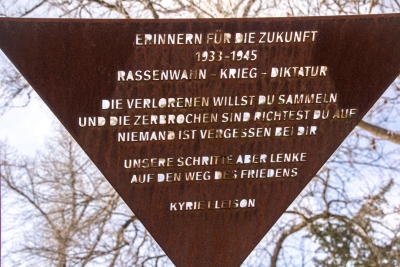 ERINNERN FÜR DIE ZUKUNFT
1933-1945
RASSENWAHN - KRIEG - DIKTATUR
DIE VERLORENEN WILLST DU SAMMELN
UND DIE ZERBROCHEN SIND RICHTEST DU AUF
NIEMAND IST VERGESSEN BEI DIR
UNSERE SCHRITTE ABER LENKE
AUF DEN WEG DES FRIEDENS
KYRIE ELEISON